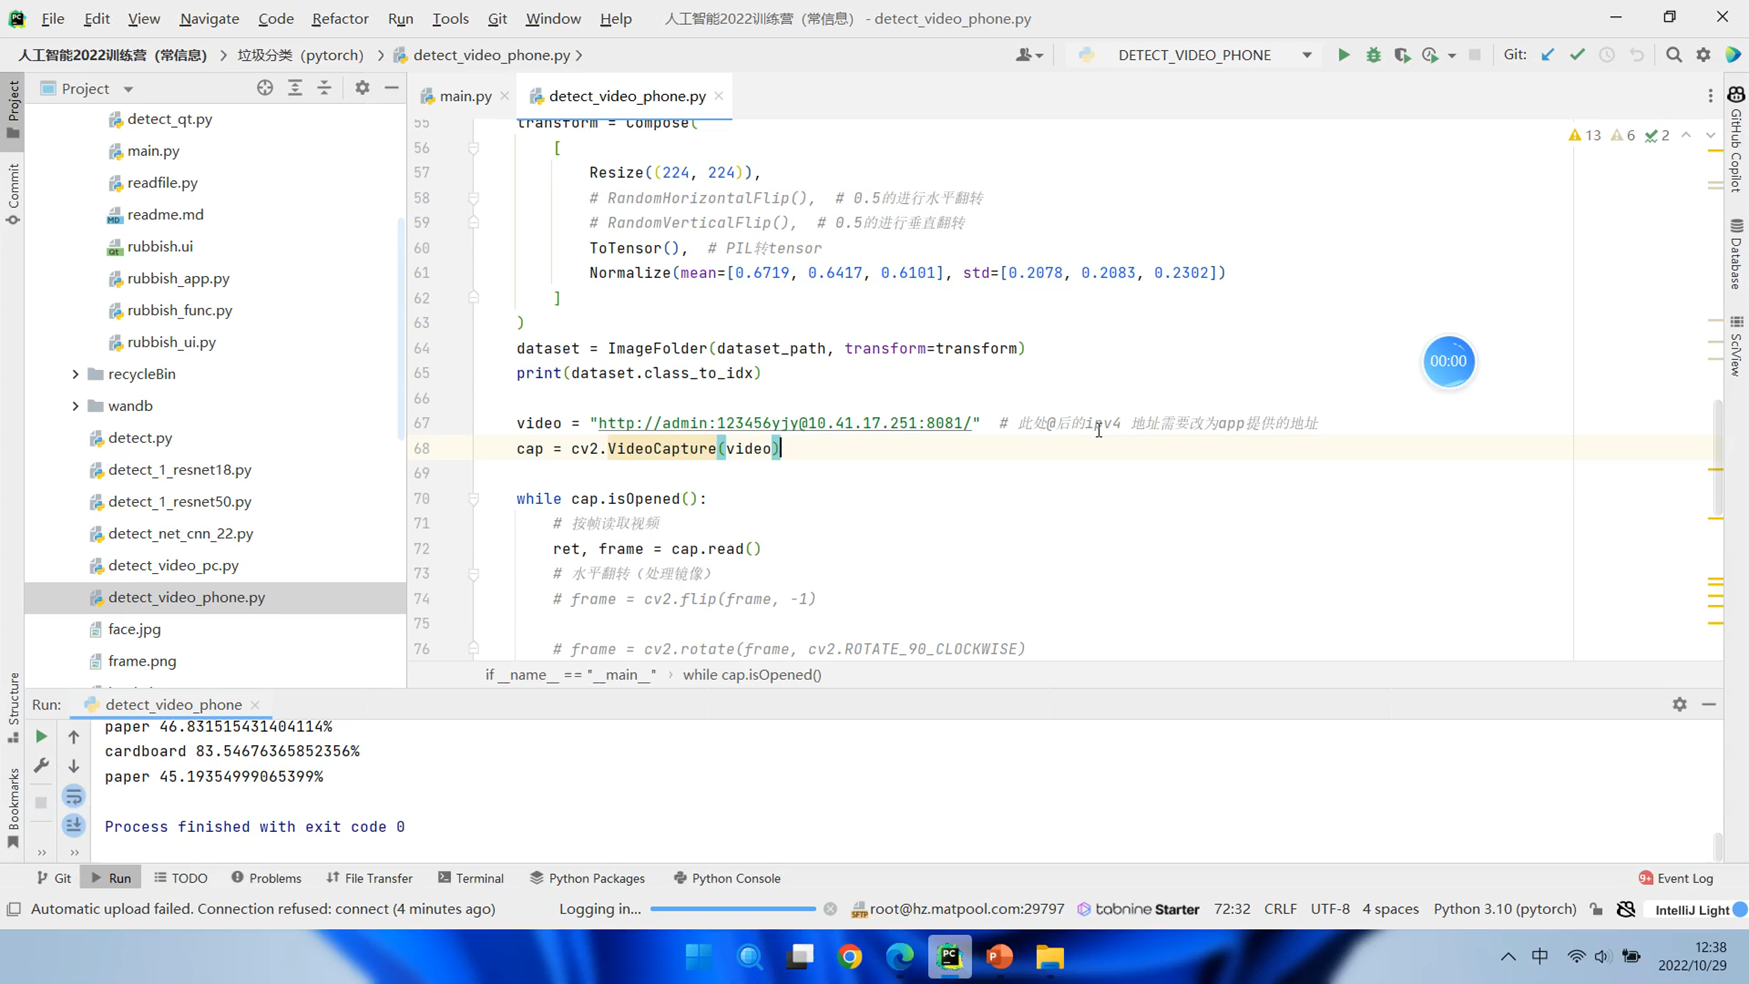 File Edit View Navigate Code Refactor Run Tools Git Window Help 人工智能2022训练营（常信息） - detect_video_phone.py
人工智能2022训练营（常信息） 垃圾分类（pytorch） detect_video_phone.py DETECT_VIDEO_PHONE Git:
Project
main.py detect_video_phone.py
detect_qt.py
main.py
readfile.py
readme.md
rubbish.ui
rubbish_app.py
rubbish_func.py
rubbish_ui.py
recycleBin
wandb
detect.py
detect_1_resnet18.py
detect_1_resnet50.py
detect_net_cnn_22.py
detect_video_pc.py
detect_video_phone.py
face.jpg
frame.png
Project
Commit
Structure
Bookmarks
13 6 2
55 transform = Compose(
56 [
57 Resize((224, 224)),
58 # RandomHorizontalFlip(), # 0.5的进行水平翻转
59 # RandomVerticalFlip(), # 0.5的进行垂直翻转
60 ToTensor(), # PIL转tensor
61 Normalize(mean=[0.6719, 0.6417, 0.6101], std=[0.2078, 0.2083, 0.2302])
62 ]
63 )
64 dataset = ImageFolder(dataset_path, transform=transform)
65 print(dataset.class_to_idx)
66
67 video = "http://admin:123456yjy@10.41.17.251:8081/" # 此处@后的ipv4 地址需要改为app提供的地址
68 cap = cv2.VideoCapture(video)
69
70 while cap.isOpened():
71 # 按帧读取视频
72 ret, frame = cap.read()
73 # 水平翻转（处理镜像）
74 # frame = cv2.flip(frame, -1)
75
76 # frame = cv2.rotate(frame, cv2.ROTATE_90_CLOCKWISE)
if __name__ == "__main__" while cap.isOpened()
00:00
GitHub Copilot
Database
SciView
Run: detect_video_phone
paper 46.831515431404114%
cardboard 83.54676365852356%
paper 45.19354999065399%
Process finished with exit code 0
Git Run TODO Problems File Transfer Terminal Python Packages Python Console 9+ Event Log
Automatic upload failed. Connection refused: connect (4 minutes ago) Logging in... SFTP root@hz.matpool.com:29797 tabnine Starter 72:32 CRLF UTF-8 4 spaces Python 3.10 (pytorch) IntelliJ Light
中 12:38
2022/10/29